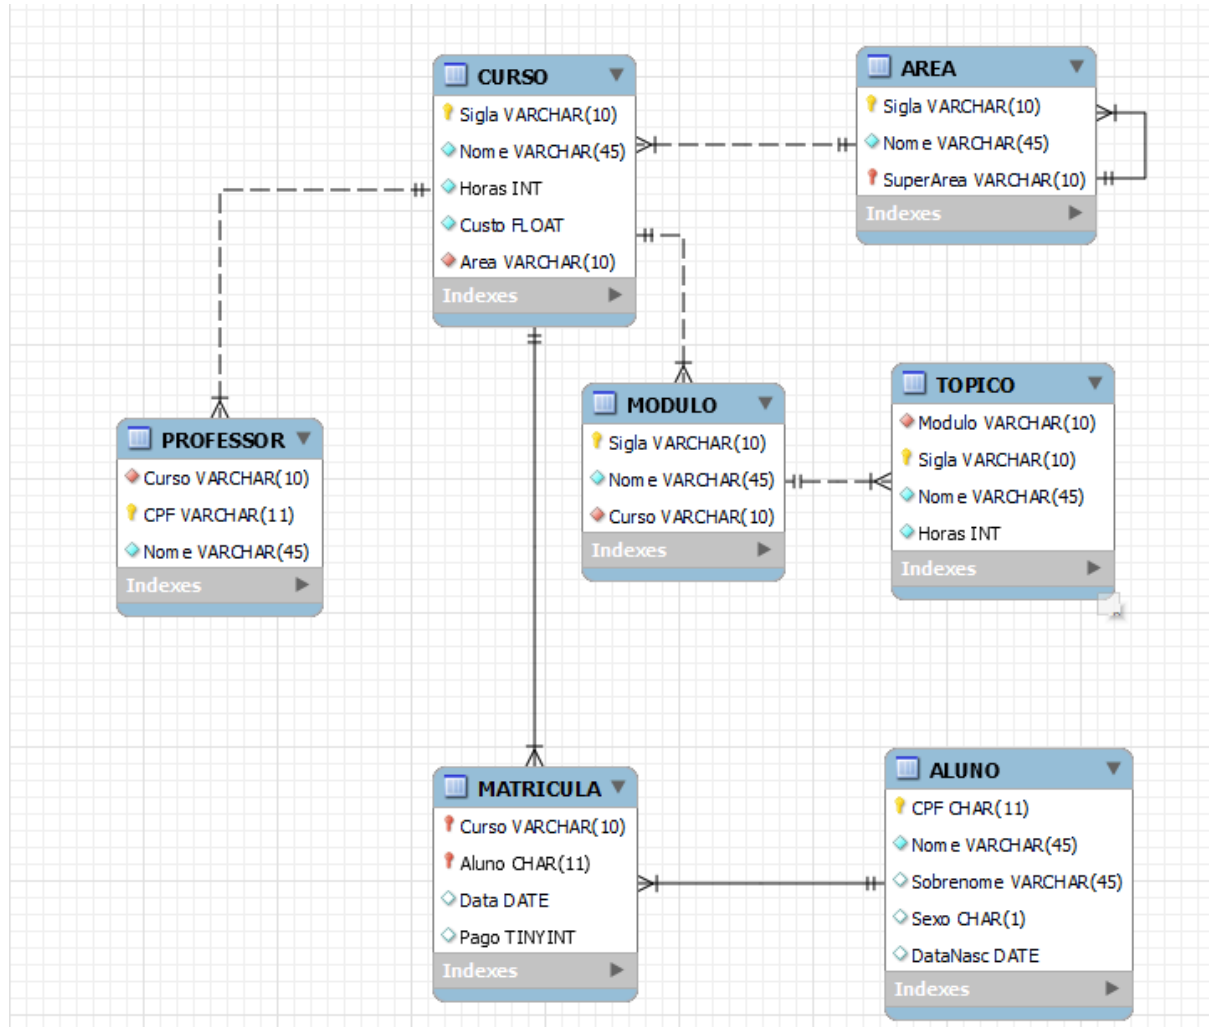 CURSO
Sigla VARCHAR(10)
Nome VARCHAR(45)
Horas INT
Custo FLOAT
Area VARCHAR(10)
Indexes
AREA
Sigla VARCHAR(10)
Nome VARCHAR(45)
SuperArea VARCHAR(10)
Indexes
PROFESSOR
Curso VARCHAR(10)
CPF VARCHAR(11)
Nome VARCHAR(45)
Indexes
MODULO
Sigla VARCHAR(10)
Nome VARCHAR(45)
Curso VARCHAR(10)
Indexes
TOPICO
Modulo VARCHAR(10)
Sigla VARCHAR(10)
Nome VARCHAR(45)
Horas INT
Indexes
MATRICULA
Curso VARCHAR(10)
Aluno CHAR(11)
Data DATE
Pago TINYINT
Indexes
ALUNO
CPF CHAR(11)
Nome VARCHAR(45)
Sobrenome VARCHAR(45)
Sexo CHAR(1)
DataNasc DATE
Indexes